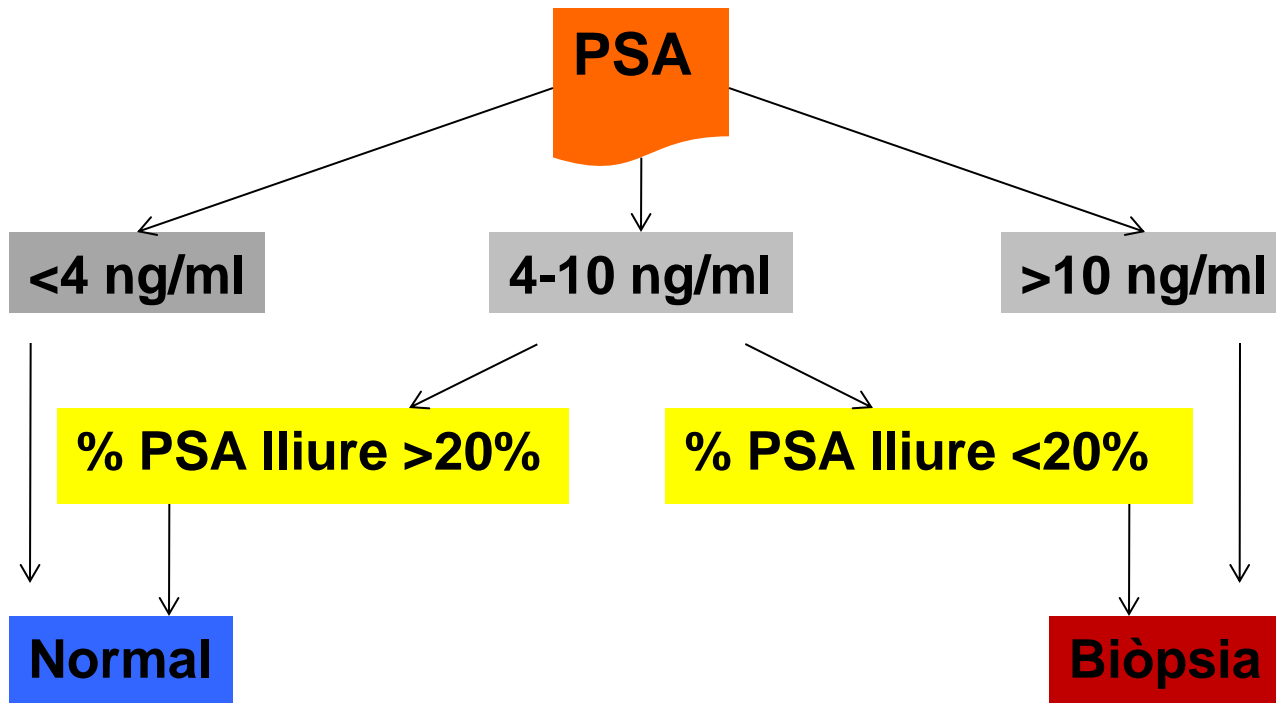 PSA
<4 ng/ml
4-10 ng/ml
>10 ng/ml
% PSA lliure >20%
% PSA lliure <20%
Normal
Biòpsia